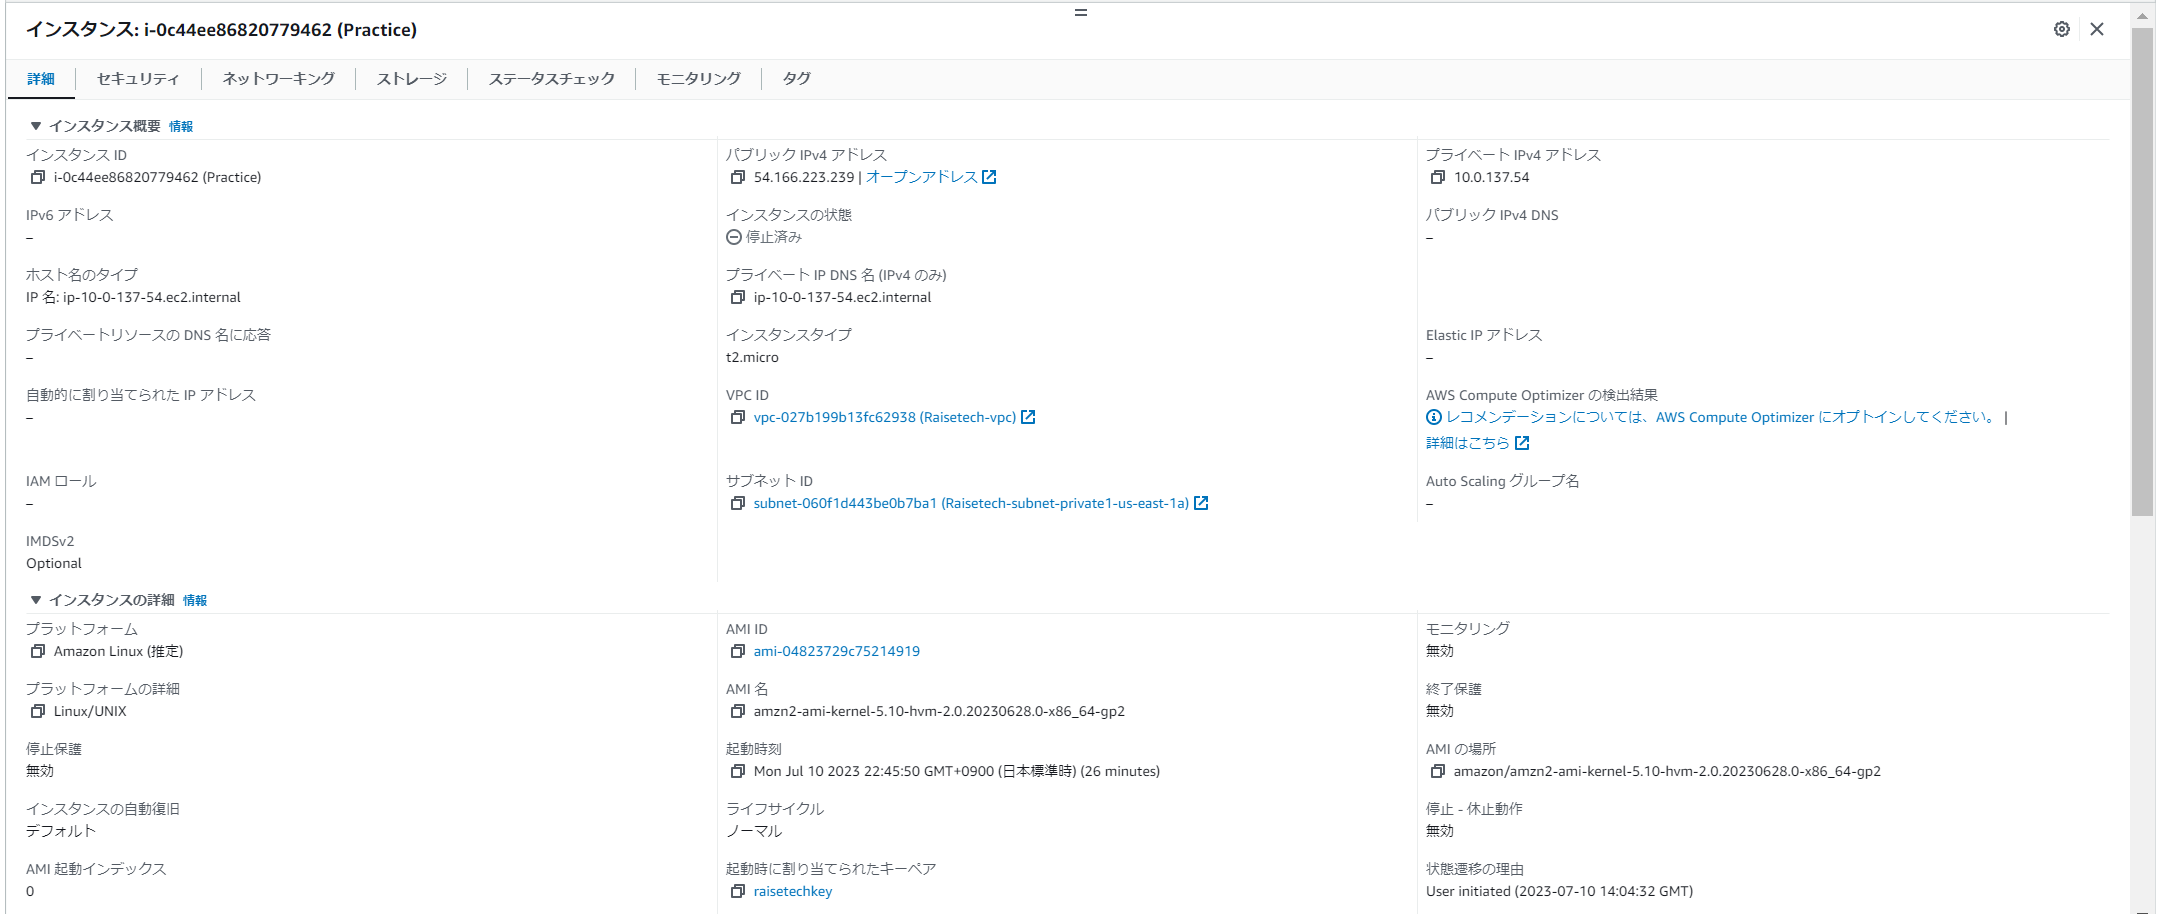 インスタンス: i-0c44ee86820779462 (Practice)
詳細 セキュリティ ネットワーキング ストレージ ステータスチェック モニタリング タグ
▼ インスタンス概要 情報
インスタンス ID
i-0c44ee86820779462 (Practice)
パブリック IPv4 アドレス
54.166.223.239 | オープンアドレス
プライベート IPv4 アドレス
10.0.137.54
IPv6 アドレス
–
インスタンスの状態
停止済み
パブリック IPv4 DNS
–
ホスト名のタイプ
IP 名: ip-10-0-137-54.ec2.internal
プライベート IP DNS 名 (IPv4 のみ)
ip-10-0-137-54.ec2.internal
プライベートリソースの DNS 名に応答
–
インスタンスタイプ
t2.micro
Elastic IP アドレス
–
自動的に割り当てられた IP アドレス
–
VPC ID
vpc-027b199b13fc62938 (Raisetech-vpc)
AWS Compute Optimizer の検出結果
レコメンデーションについては、AWS Compute Optimizer にオプトインしてください。 |
詳細はこちら
IAM ロール
–
サブネット ID
subnet-060f1d443be0b7ba1 (Raisetech-subnet-private1-us-east-1a)
Auto Scaling グループ名
–
IMDSv2
Optional
▼ インスタンスの詳細 情報
プラットフォーム
Amazon Linux (推定)
AMI ID
ami-04823729c75214919
モニタリング
無効
プラットフォームの詳細
Linux/UNIX
AMI 名
amzn2-ami-kernel-5.10-hvm-2.0.20230628.0-x86_64-gp2
終了保護
無効
停止保護
無効
起動時刻
Mon Jul 10 2023 22:45:50 GMT+0900 (日本標準時) (26 minutes)
AMI の場所
amazon/amzn2-ami-kernel-5.10-hvm-2.0.20230628.0-x86_64-gp2
インスタンスの自動復旧
デフォルト
ライフサイクル
ノーマル
停止 - 休止動作
無効
AMI 起動インデックス
0
起動時に割り当てられたキーペア
raisetechkey
状態遷移の理由
User initiated (2023-07-10 14:04:32 GMT)